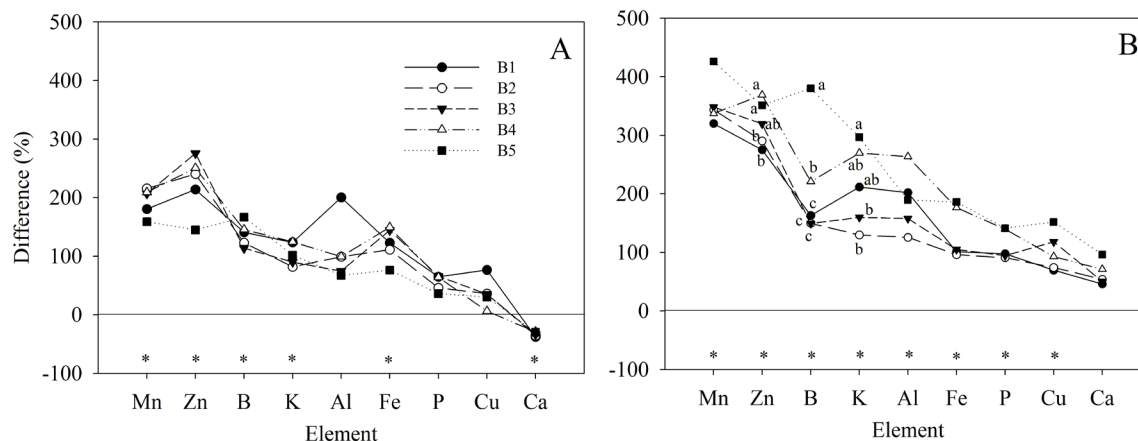 500
400
300
200
100
0
-100
Difference (%)
A
B1
B2
B3
B4
B5
* * * * * *
Mn Zn B K Al Fe P Cu Ca
Element
500
400
300
200
100
0
-100
B
a
a
ab
b
b
a
b
c
c
c
a
ab
ab
b
b
* * * * * * * *
Mn Zn B K Al Fe P Cu Ca
Element